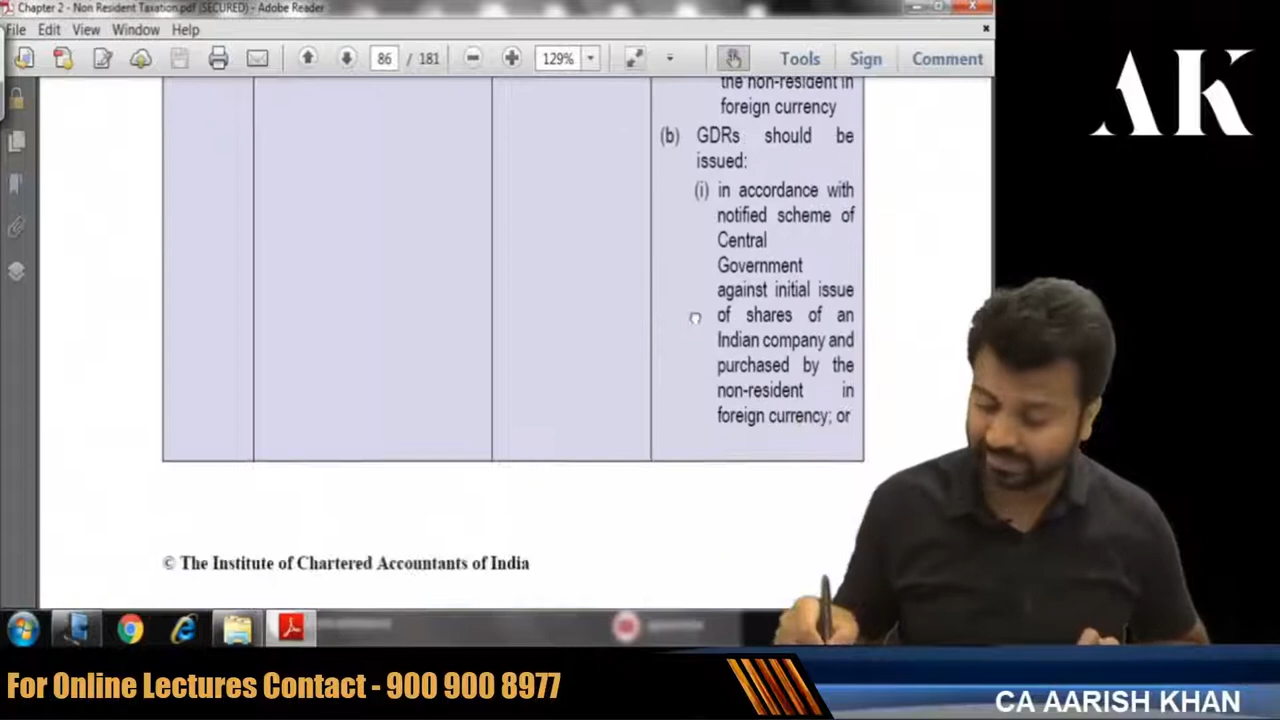 Chapter 2 - Non Resident Taxation.pdf (SECURED) - Adobe Reader
File Edit View Window Help
86 / 181 129% Tools Sign Comment
AK
the non-resident in
foreign currency
(b) GDRs should be
issued:
(i) in accordance with
notified scheme of
Central
Government
against initial issue
of shares of an
Indian company and
purchased by the
non-resident in
foreign currency; or
© The Institute of Chartered Accountants of India
For Online Lectures Contact - 900 900 8977
CA AARISH KHAN